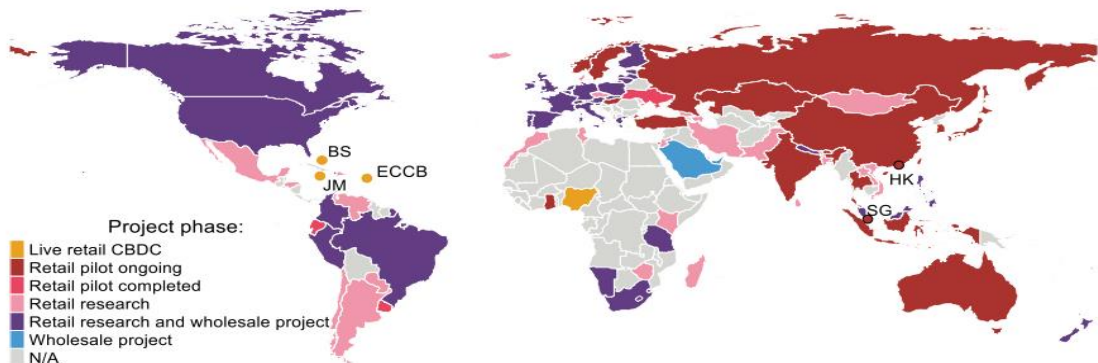 BS
JM
ECCB
HK
SG
Project phase:
Live retail CBDC
Retail pilot ongoing
Retail pilot completed
Retail research
Retail research and wholesale project
Wholesale project
N/A